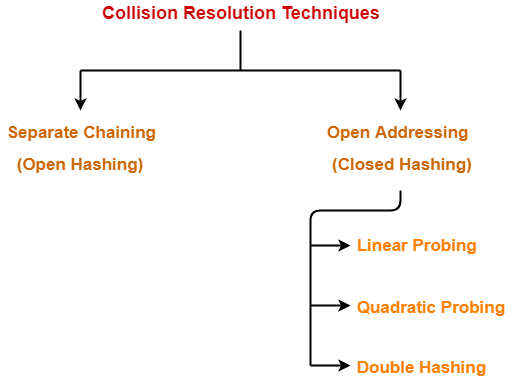 Collision Resolution Techniques
Separate Chaining
(Open Hashing)
Open Addressing
(Closed Hashing)
Linear Probing
Quadratic Probing
Double Hashing